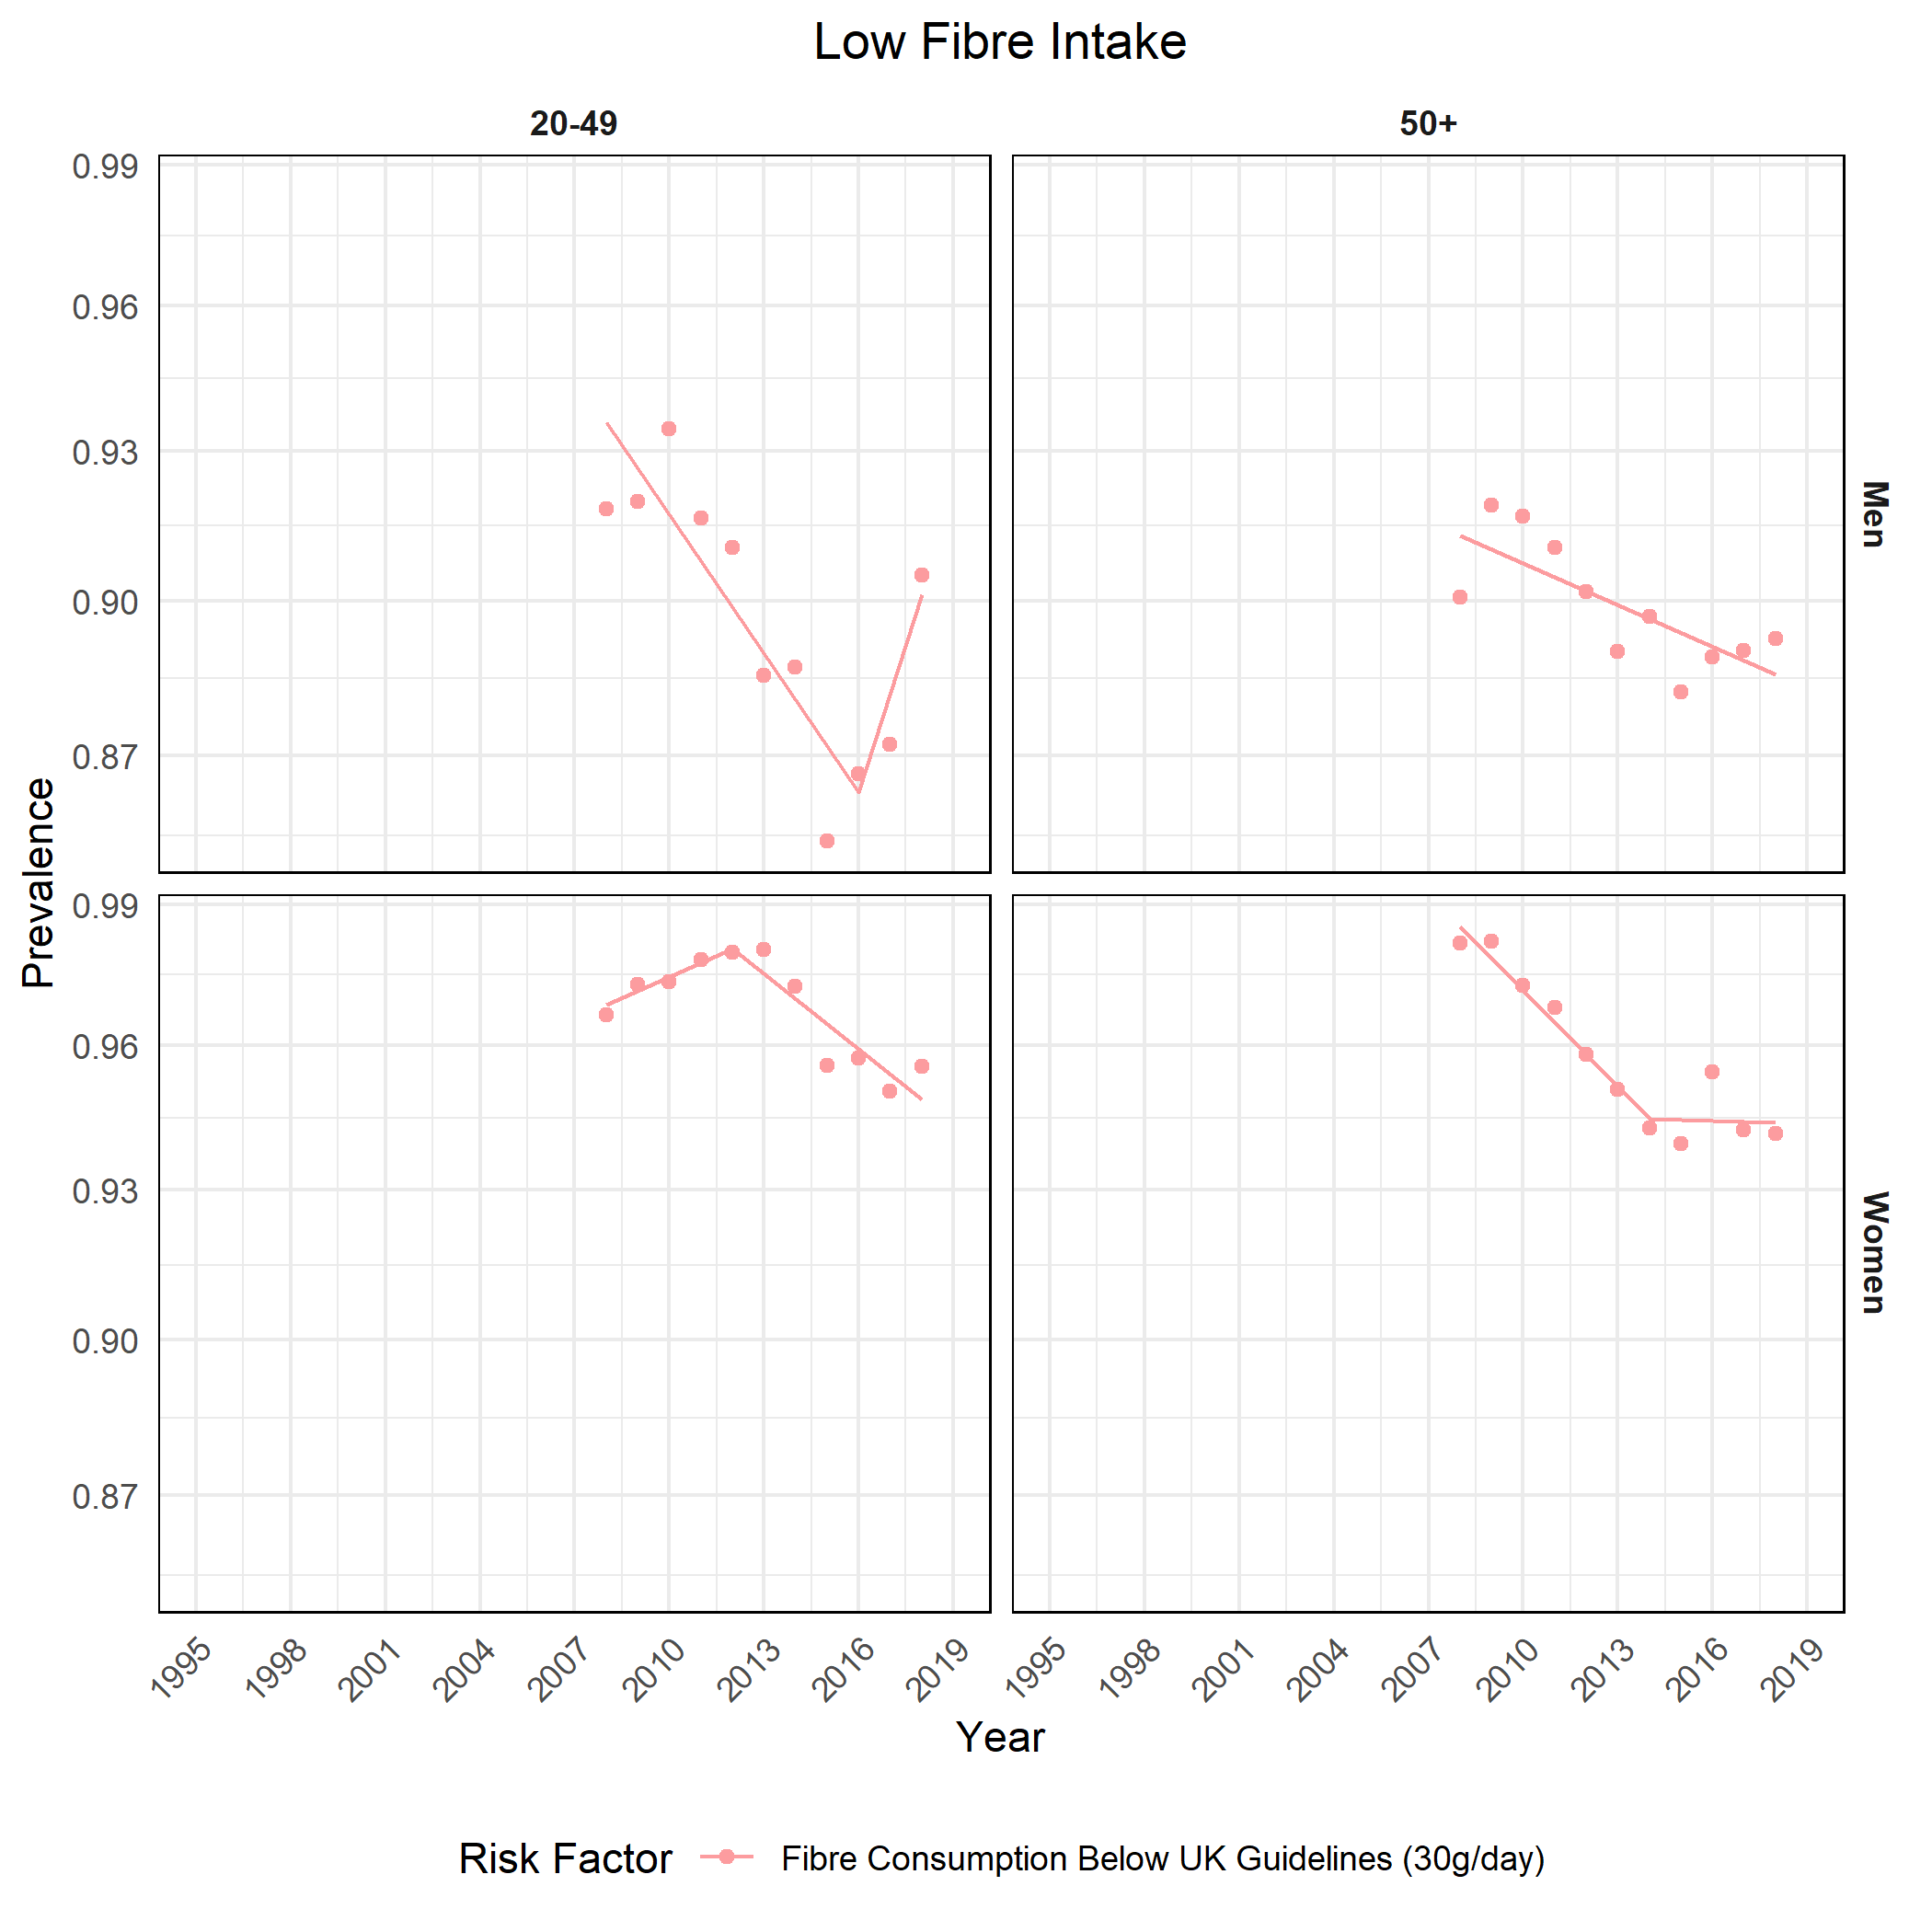 Low Fibre Intake
20-49
50+
0.99
0.96
0.93
0.90
0.87
Men
Prevalence
0.99
0.96
0.93
0.90
0.87
Women
1995 1998 2001 2004 2007 2010 2013 2016 2019 1995 1998 2001 2004 2007 2010 2013 2016 2019
Year
Risk Factor Fibre Consumption Below UK Guidelines (30g/day)